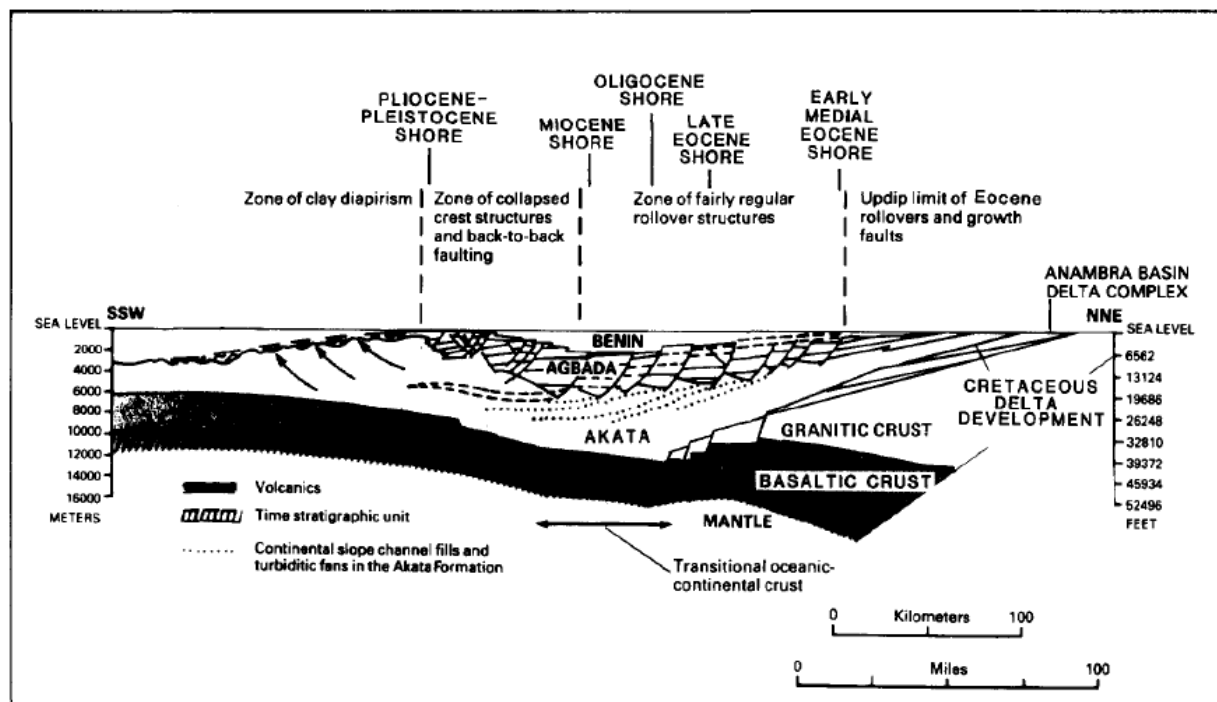 PLIOCENE-
PLEISTOCENE
SHORE
MIOCENE
SHORE
OLIGOCENE
SHORE
LATE
EOCENE
SHORE
EARLY
MEDIAL
EOCENE
SHORE
Zone of clay diapirism
Zone of collapsed
crest structures
and back-to-back
faulting
Zone of fairly regular
rollover structures
Updip limit of Eocene
rollovers and growth
faults
ANAMBRA BASIN
DELTA COMPLEX
SSW
NNE
SEA LEVEL
2000
4000
6000
8000
10000
12000
14000
16000
METERS
SEA LEVEL
6562
13124
19686
26248
32810
39372
45934
52496
FEET
BENIN
AGBADA
AKATA
CRETACEOUS
DELTA
DEVELOPMENT
GRANITIC CRUST
BASALTIC CRUST
MANTLE
Volcanics
Time stratigraphic unit
Continental slope channel fills and
turbiditic fans in the Akata Formation
Transitional oceanic-
continental crust
0 Kilometers 100
0 Miles 100